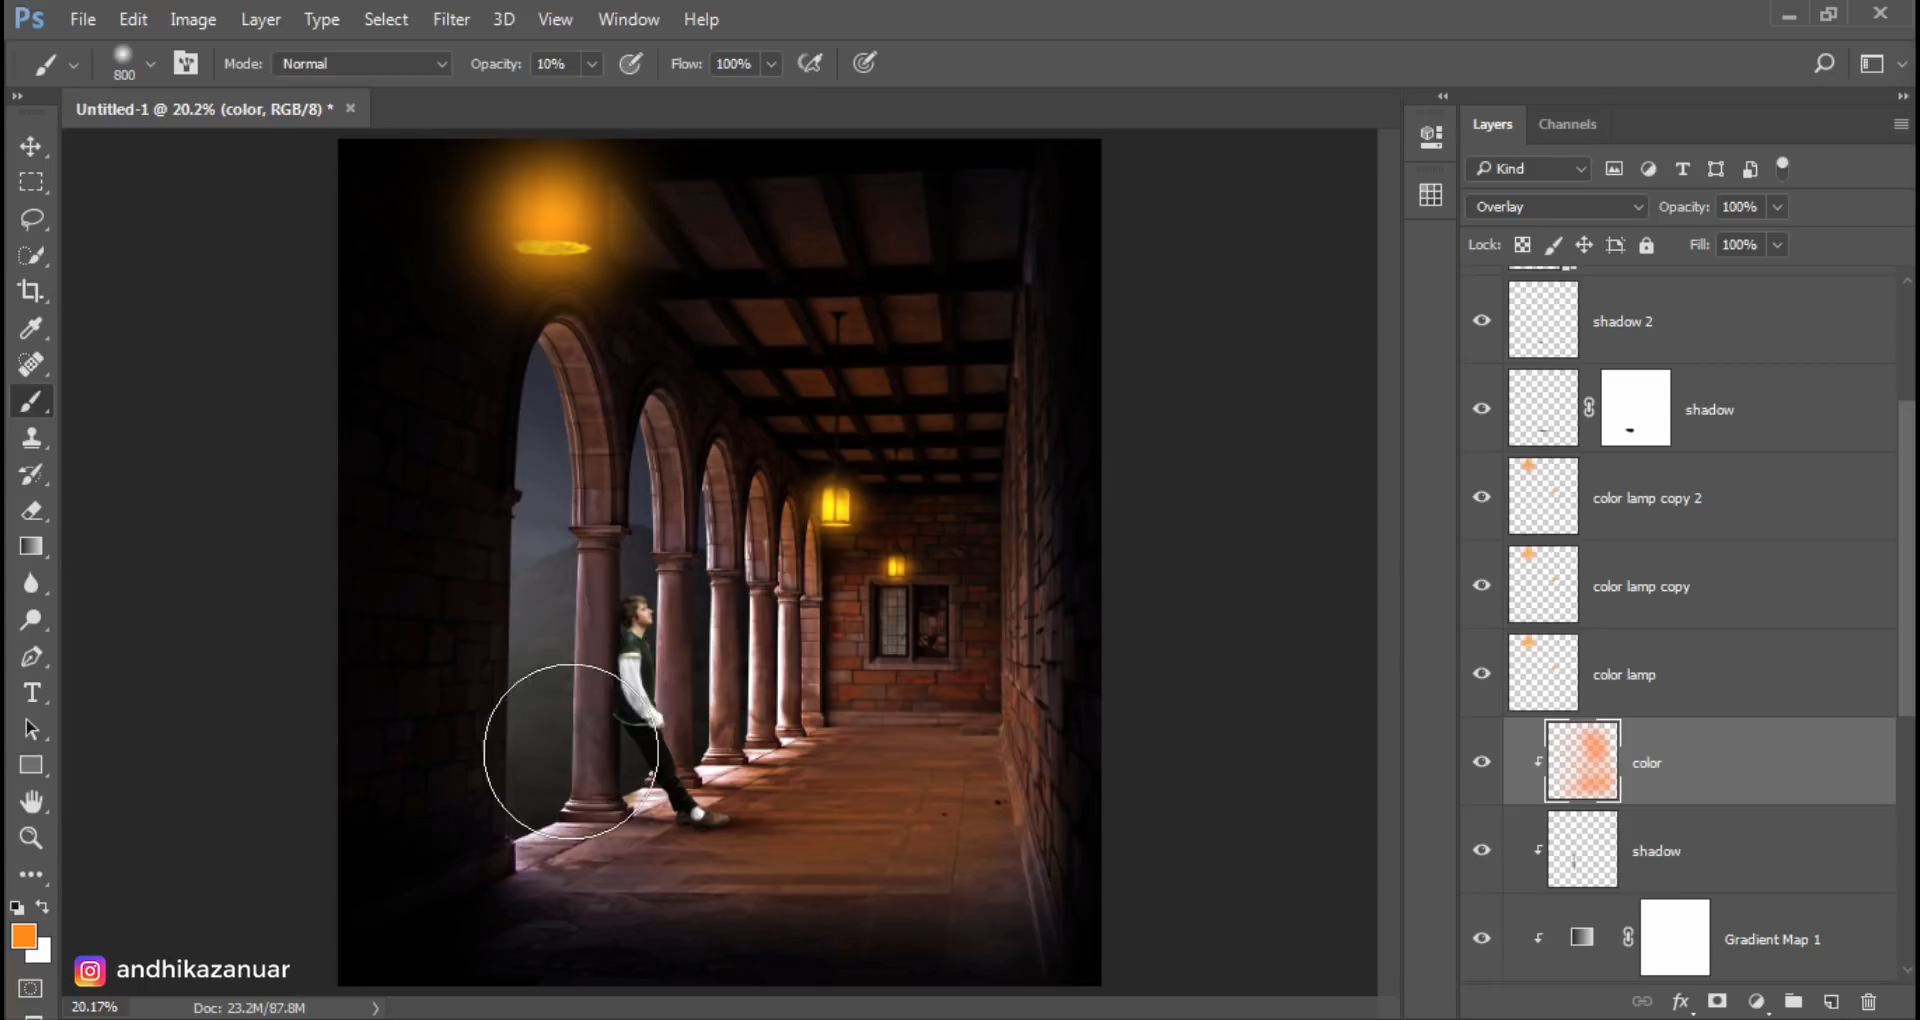 Ps File Edit Image Layer Type Select Filter 3D View Window Help
800 Mode: Normal Opacity: 10% Flow: 100%
Untitled-1 @ 20.2% (color, RGB/8) *
Layers Channels
Kind
Overlay Opacity: 100%
Lock: Fill: 100%
shadow 2
shadow
color lamp copy 2
color lamp copy
color lamp
color
shadow
Gradient Map 1
andhikazanuar
20.17% Doc: 23.2M/87.8M